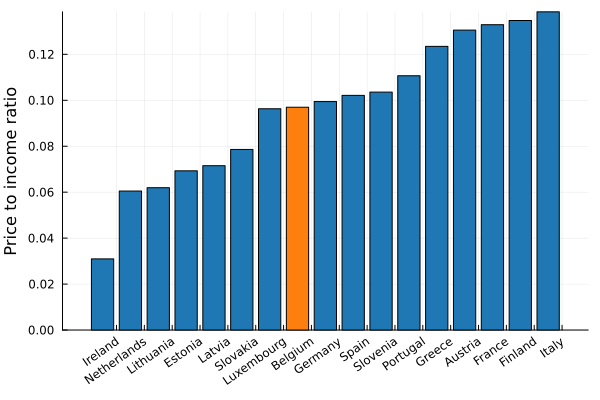 Price to income ratio
0.12
0.10
0.08
0.06
0.04
0.02
0.00
Ireland
Netherlands
Lithuania
Estonia
Latvia
Slovakia
Luxembourg
Belgium
Germany
Spain
Slovenia
Portugal
Greece
Austria
France
Finland
Italy